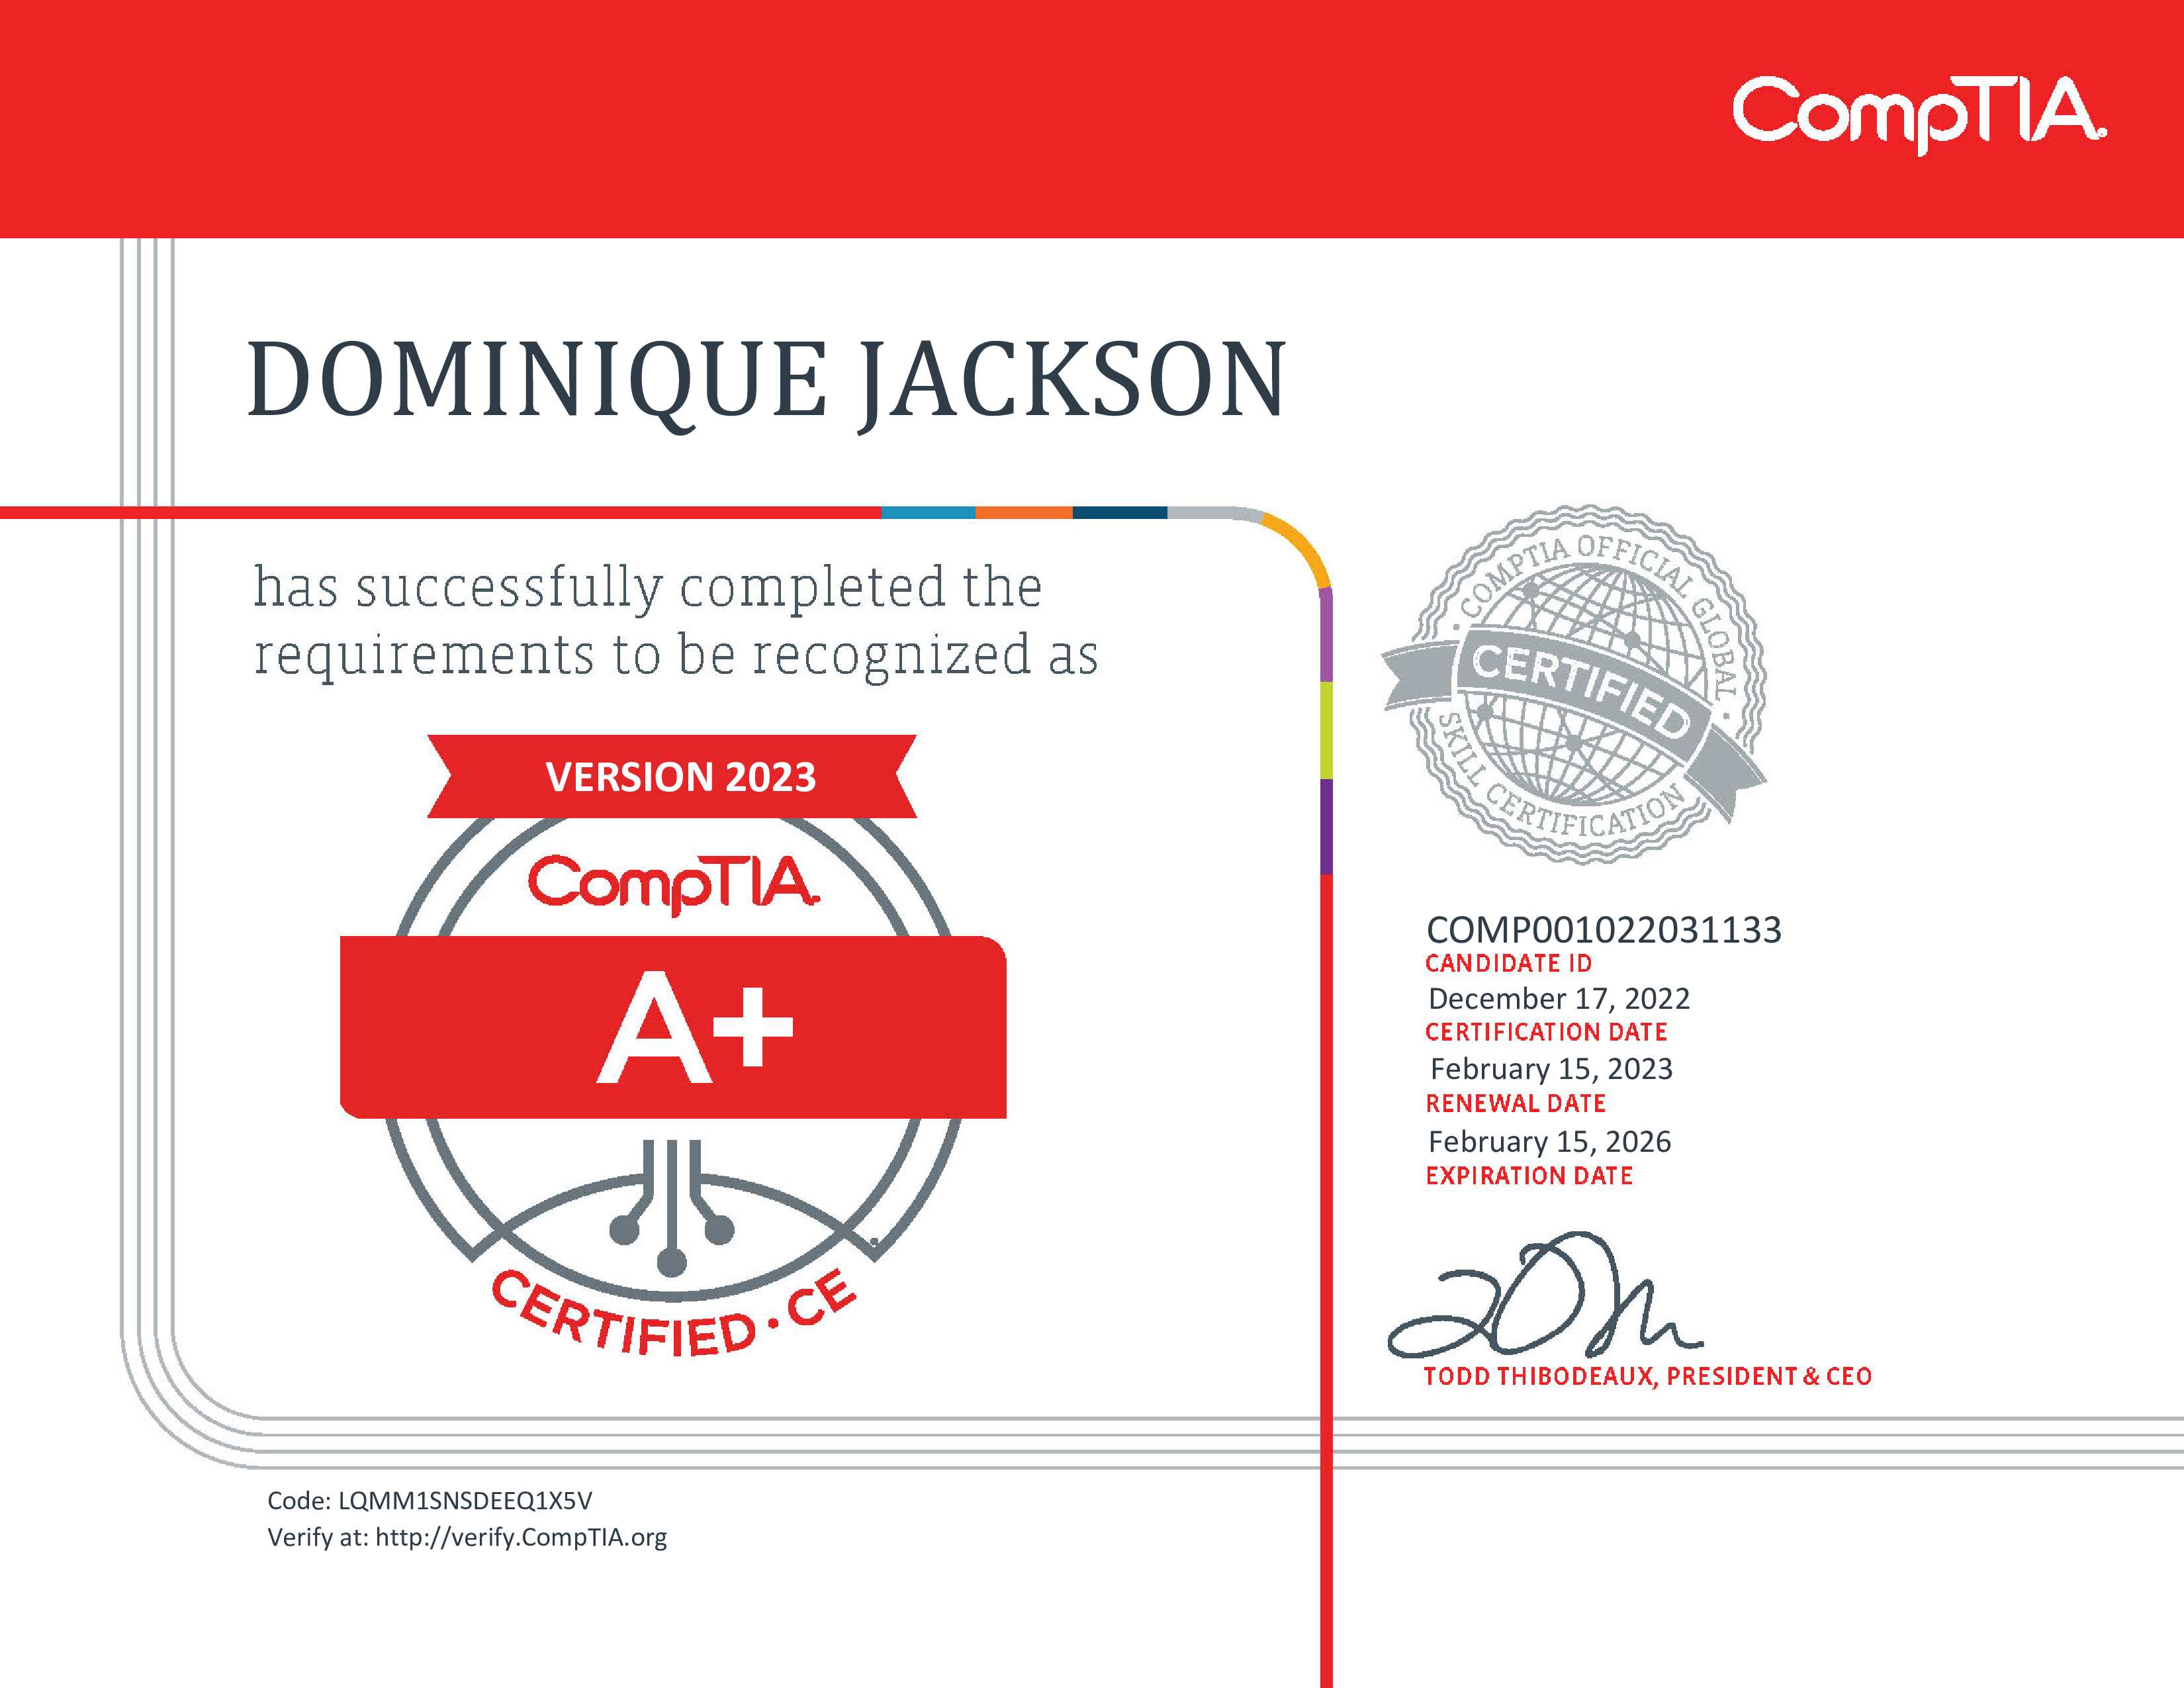 CompTIA.
DOMINIQUE JACKSON
has successfully completed the
requirements to be recognized as
VERSION 2023
CompTIA.
A+
CERTIFIED · CE
· COMPTIA OFFICIAL GLOBAL ·
CERTIFIED
SKILL CERTIFICATION
COMP001022031133
CANDIDATE ID
December 17, 2022
CERTIFICATION DATE
February 15, 2023
RENEWAL DATE
February 15, 2026
EXPIRATION DATE
TODD THIBODEAUX, PRESIDENT & CEO
Code: LQMM1SNSDEEQ1X5V
Verify at: http://verify.CompTIA.org